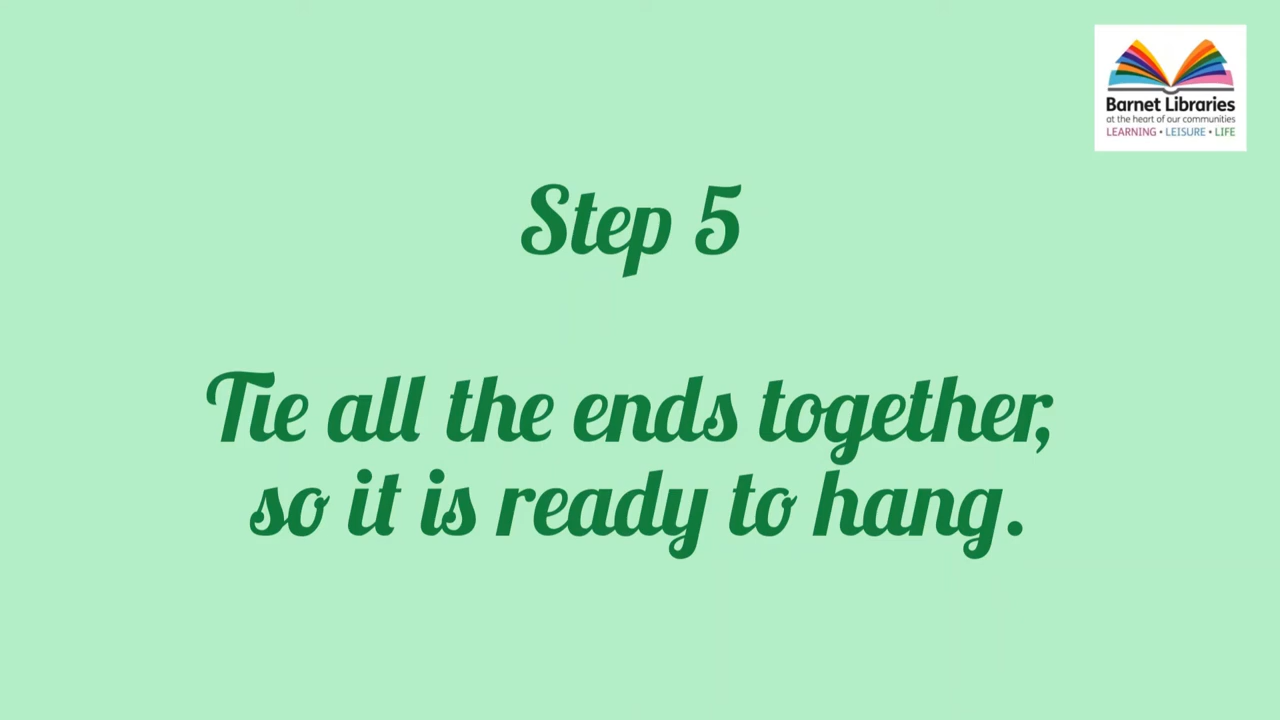 Barnet Libraries
at the heart of our communities
LEARNING • LEISURE • LIFE
Step 5
Tie all the ends together,
so it is ready to hang.